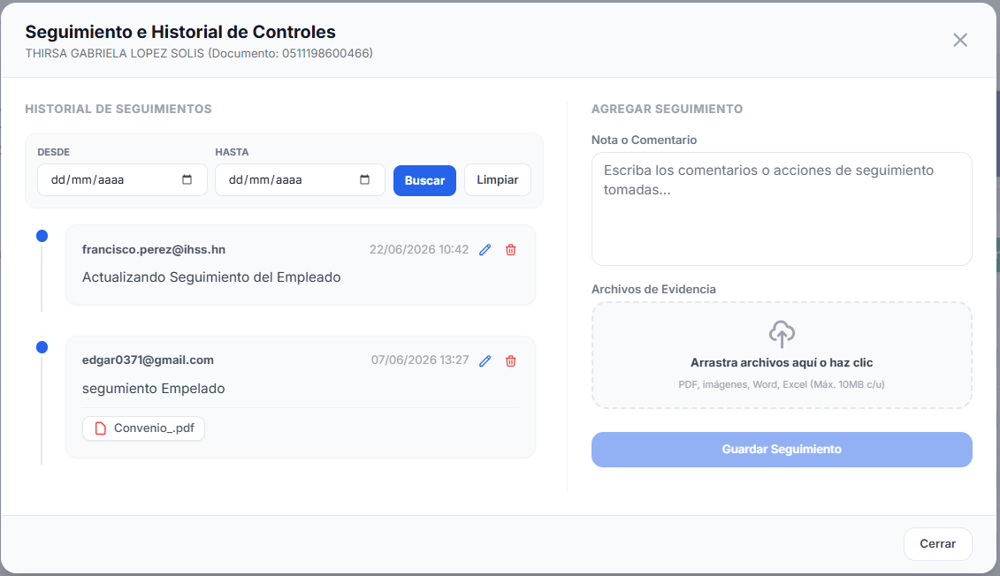 Seguimiento e Historial de Controles
THIRSA GABRIELA LOPEZ SOLIS (Documento: 0511198600466)
HISTORIAL DE SEGUIMIENTOS
DESDE
HASTA
dd/mm/aaaa
dd/mm/aaaa
Buscar
Limpiar
francisco.perez@ihss.hn
22/06/2026 10:42
Actualizando Seguimiento del Empleado
edgar0371@gmail.com
07/06/2026 13:27
segumiento Empelado
Convenio_.pdf
AGREGAR SEGUIMIENTO
Nota o Comentario
Escriba los comentarios o acciones de seguimiento
tomadas...
Archivos de Evidencia
Arrastra archivos aquí o haz clic
PDF, imágenes, Word, Excel (Máx. 10MB c/u)
Guardar Seguimiento
Cerrar